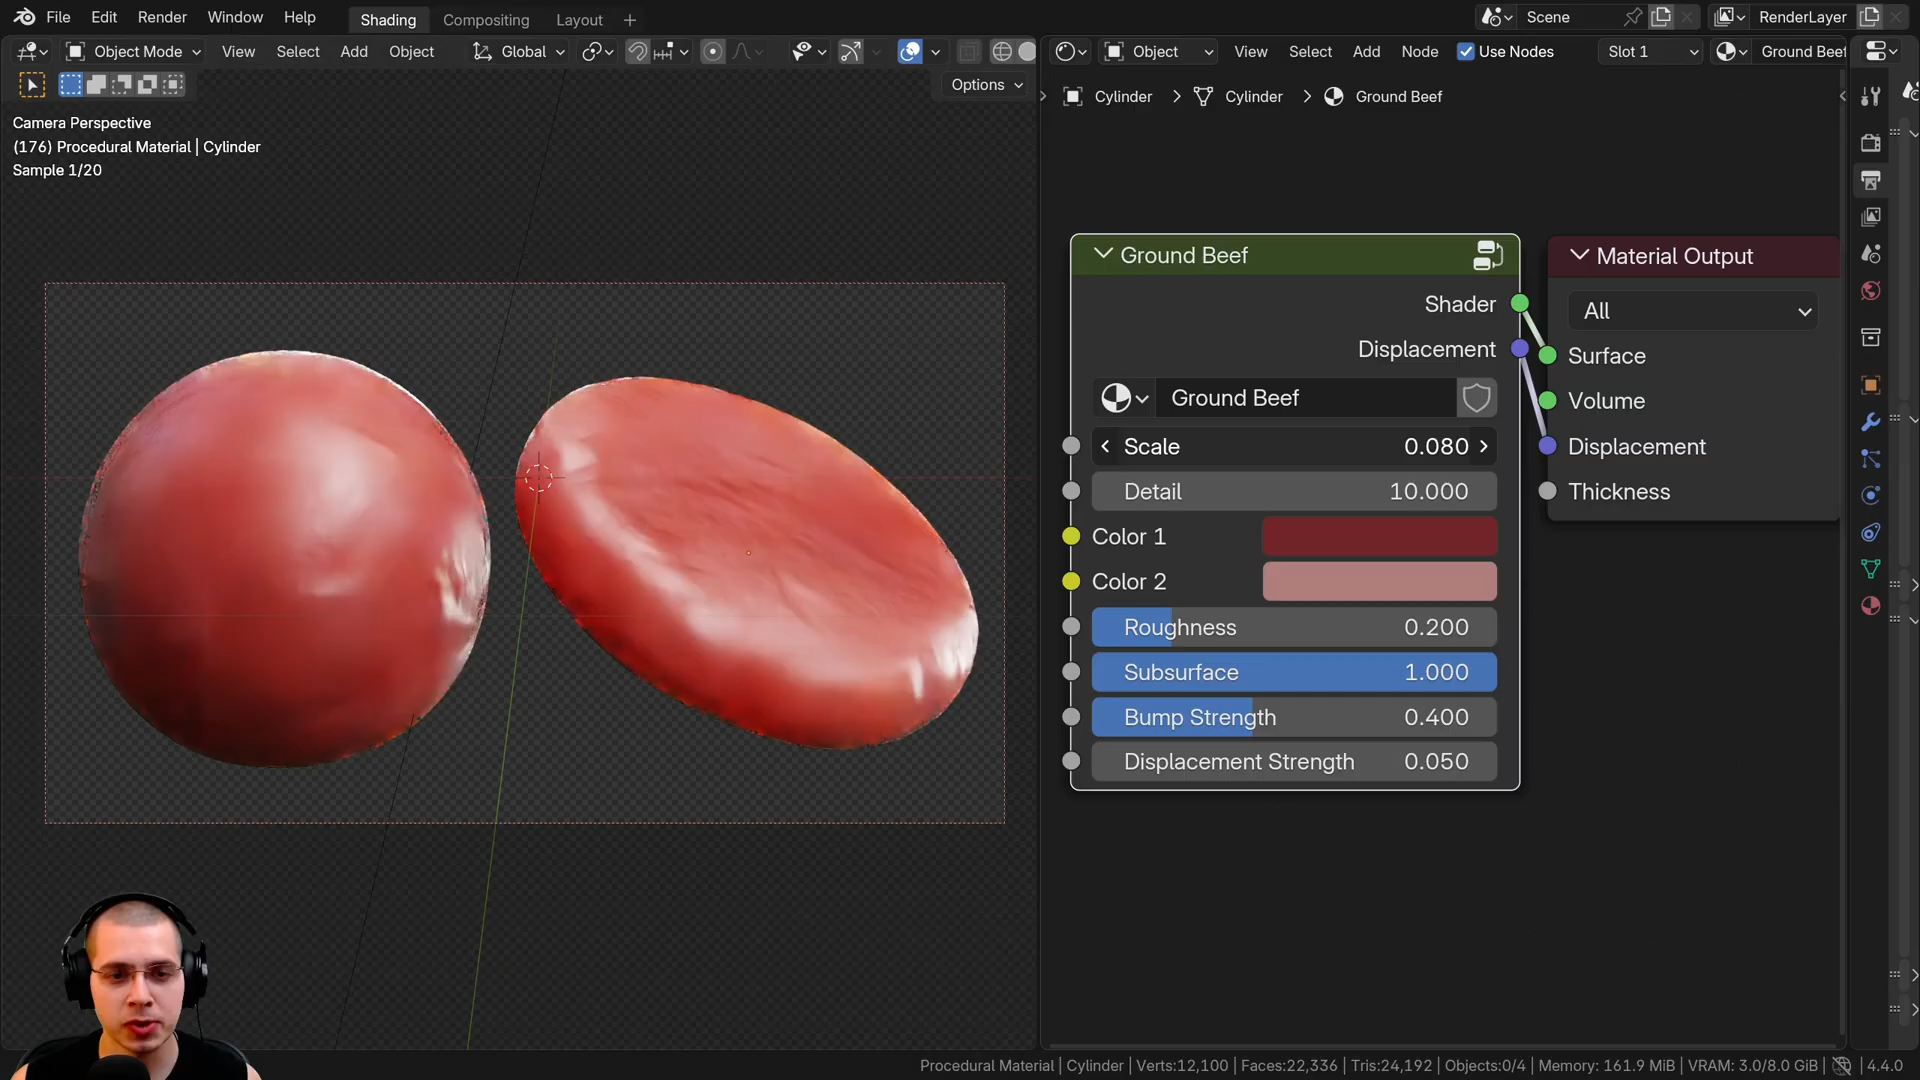 File Edit Render Window Help Shading Compositing Layout Scene RenderLayer
Object Mode View Select Add Object Global Object View Select Add Node Use Nodes Slot 1 Ground Beef
Options
Cylinder Cylinder Ground Beef
Camera Perspective
(176) Procedural Material | Cylinder
Sample 1/20
Ground Beef
Shader
Displacement
Ground Beef
Scale 0.080
Detail 10.000
Color 1
Color 2
Roughness 0.200
Subsurface 1.000
Bump Strength 0.400
Displacement Strength 0.050
Material Output
All
Surface
Volume
Displacement
Thickness
Procedural Material | Cylinder | Verts:12,100 | Faces:22,336 | Tris:24,192 | Objects:0/4 | Memory: 161.9 MiB | VRAM: 3.0/8.0 GiB | 4.4.0